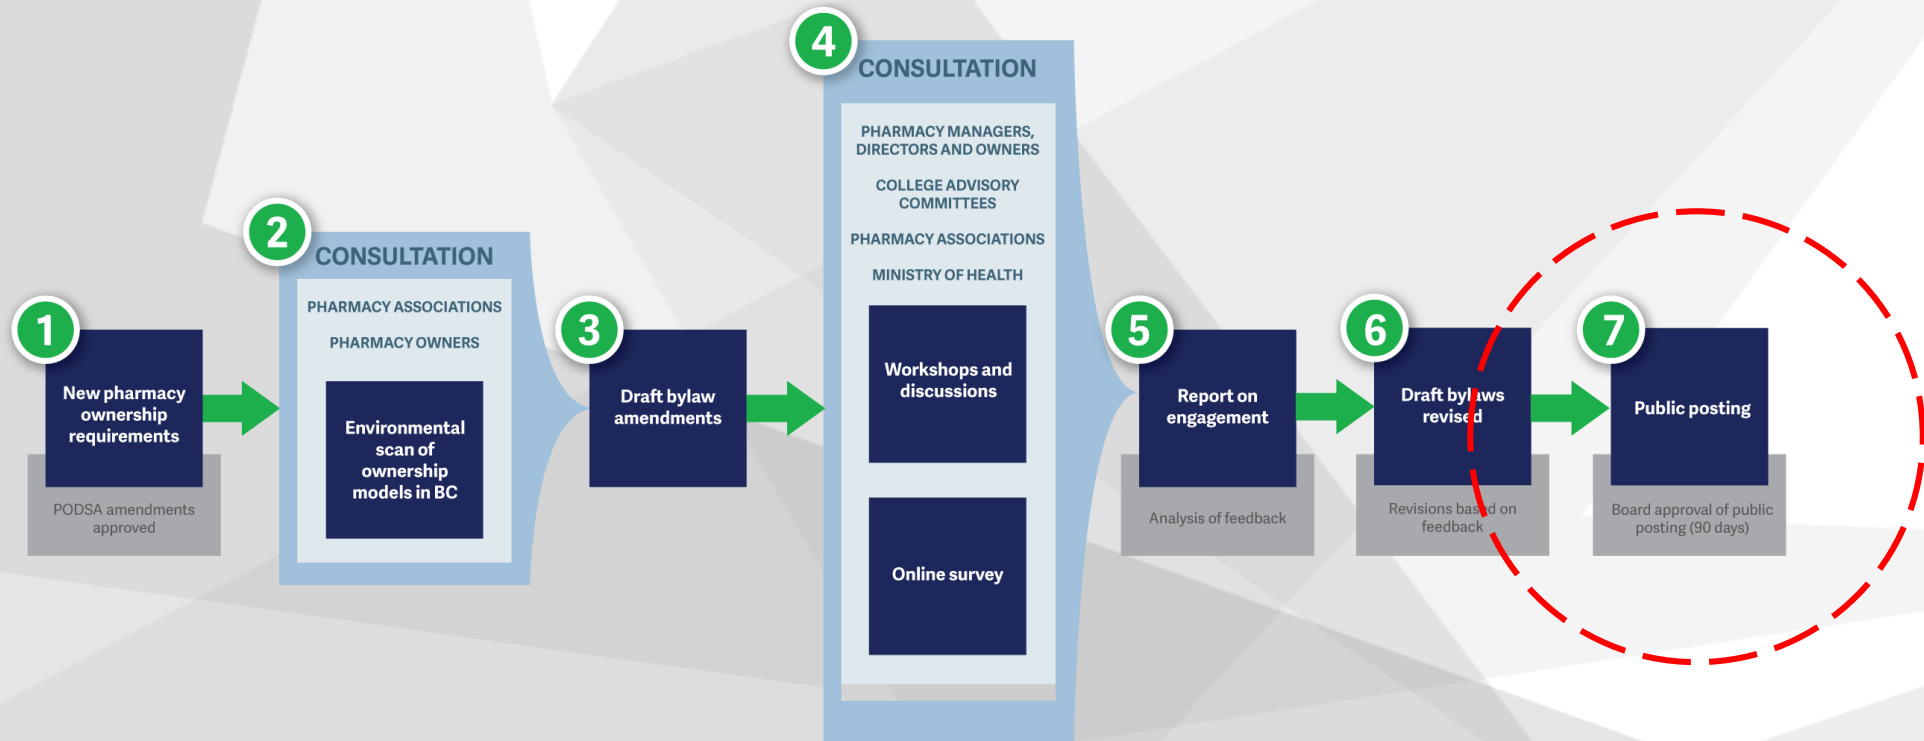 1
New pharmacy
ownership
requirements
PODSA amendments
approved
2
CONSULTATION
PHARMACY ASSOCIATIONS
PHARMACY OWNERS
Environmental
scan of
ownership
models in BC
3
Draft bylaw
amendments
4
CONSULTATION
PHARMACY MANAGERS,
DIRECTORS AND OWNERS
COLLEGE ADVISORY
COMMITTEES
PHARMACY ASSOCIATIONS
MINISTRY OF HEALTH
Workshops and
discussions
Online survey
5
Report on
engagement
Analysis of feedback
6
Draft bylaws
revised
Revisions based on
feedback
7
Public posting
Board approval of public
posting (90 days)